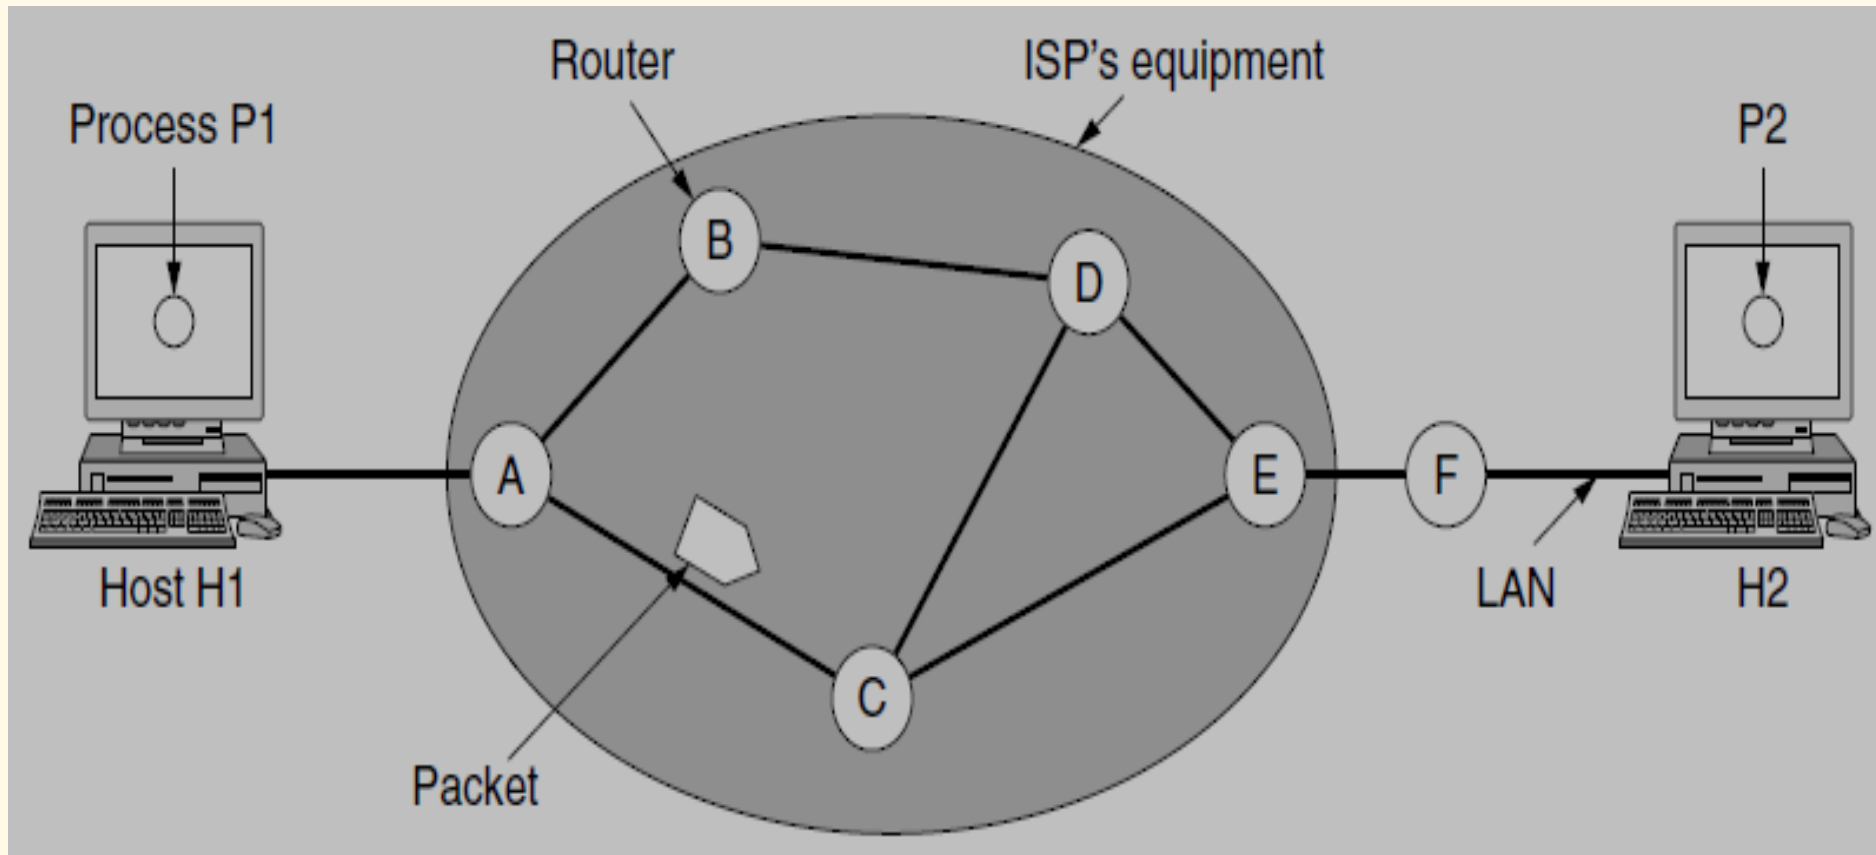 Router
ISP's equipment
Process P1
P2
B
D
A
E
F
Host H1
LAN
H2
C
Packet